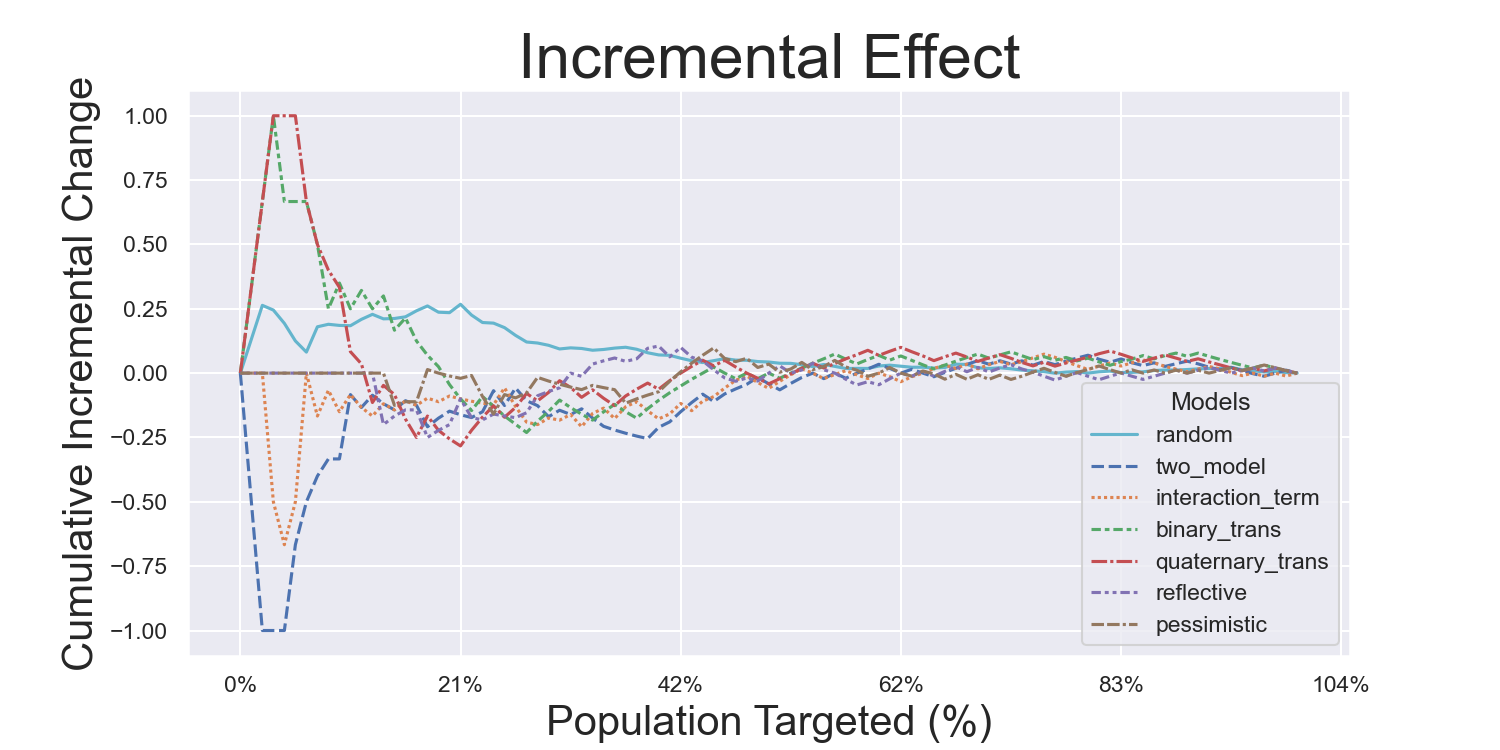 Incremental Effect
Cumulative Incremental Change
1.00
0.75
0.50
0.25
0.00
−0.25
−0.50
−0.75
−1.00
0%
21%
42%
62%
83%
104%
Population Targeted (%)
Models
random
two_model
interaction_term
binary_trans
quaternary_trans
reflective
pessimistic